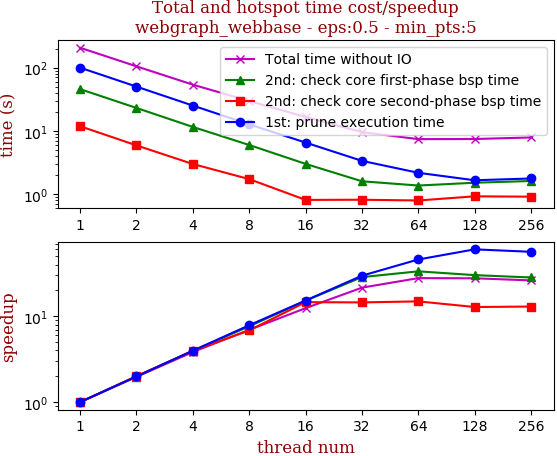 Total and hotspot time cost/speedup
webgraph_webbase - eps:0.5 - min_pts:5
time (s)
10²
10¹
10⁰
Total time without IO
2nd: check core first-phase bsp time
2nd: check core second-phase bsp time
1st: prune execution time
1 2 4 8 16 32 64 128 256
speedup
10¹
10⁰
1 2 4 8 16 32 64 128 256
thread num